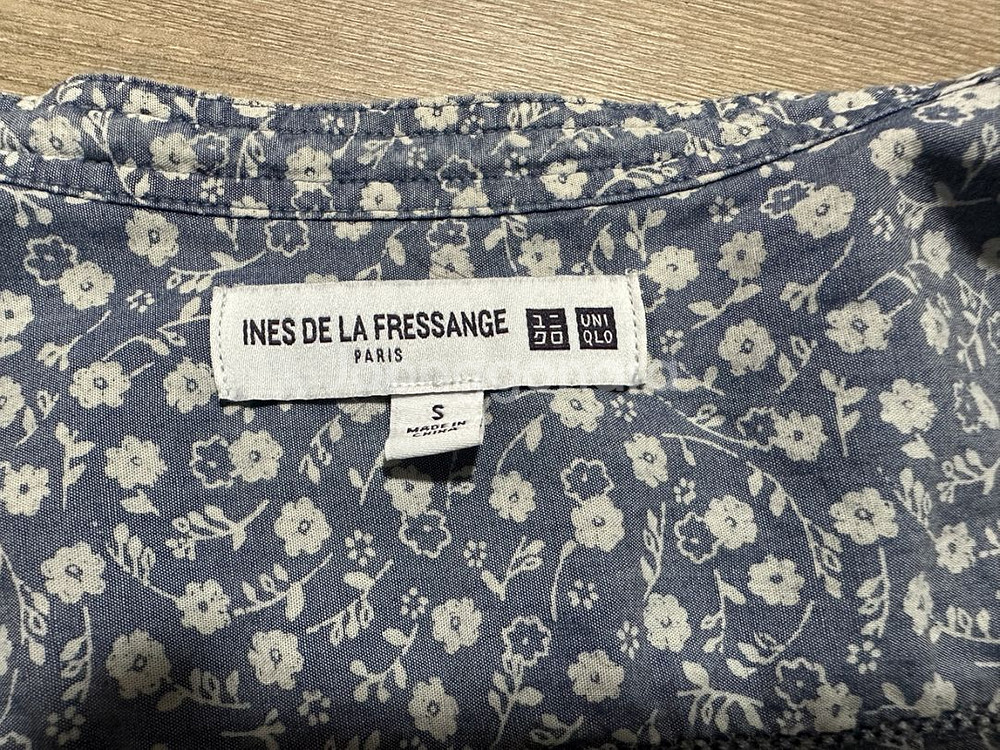 INES DE LA FRESSANGE
PARIS
ユニ
クロ
UNI
QLO
S
MADE IN
CHINA